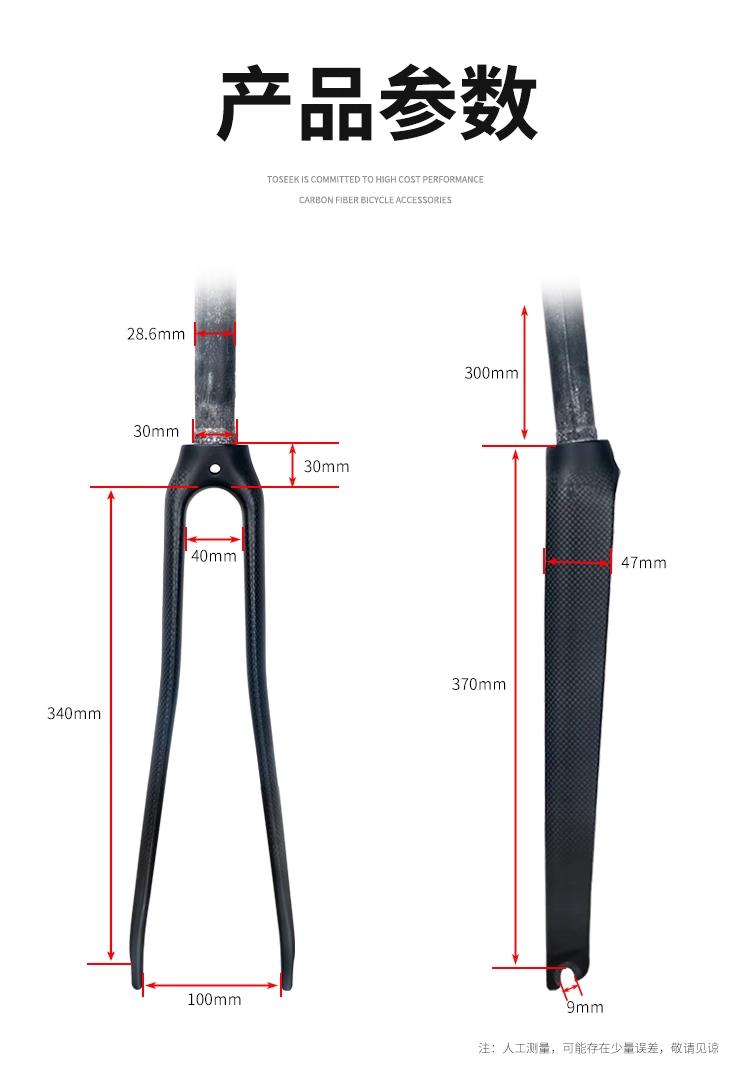 产品参数
TOSEEK IS COMMITTED TO HIGH COST PERFORMANCE
CARBON FIBER BICYCLE ACCESSORIES
28.6mm
300mm
30mm
30mm
40mm
47mm
370mm
340mm
100mm
9mm
注：人工测量，可能存在少量误差，敬请见谅